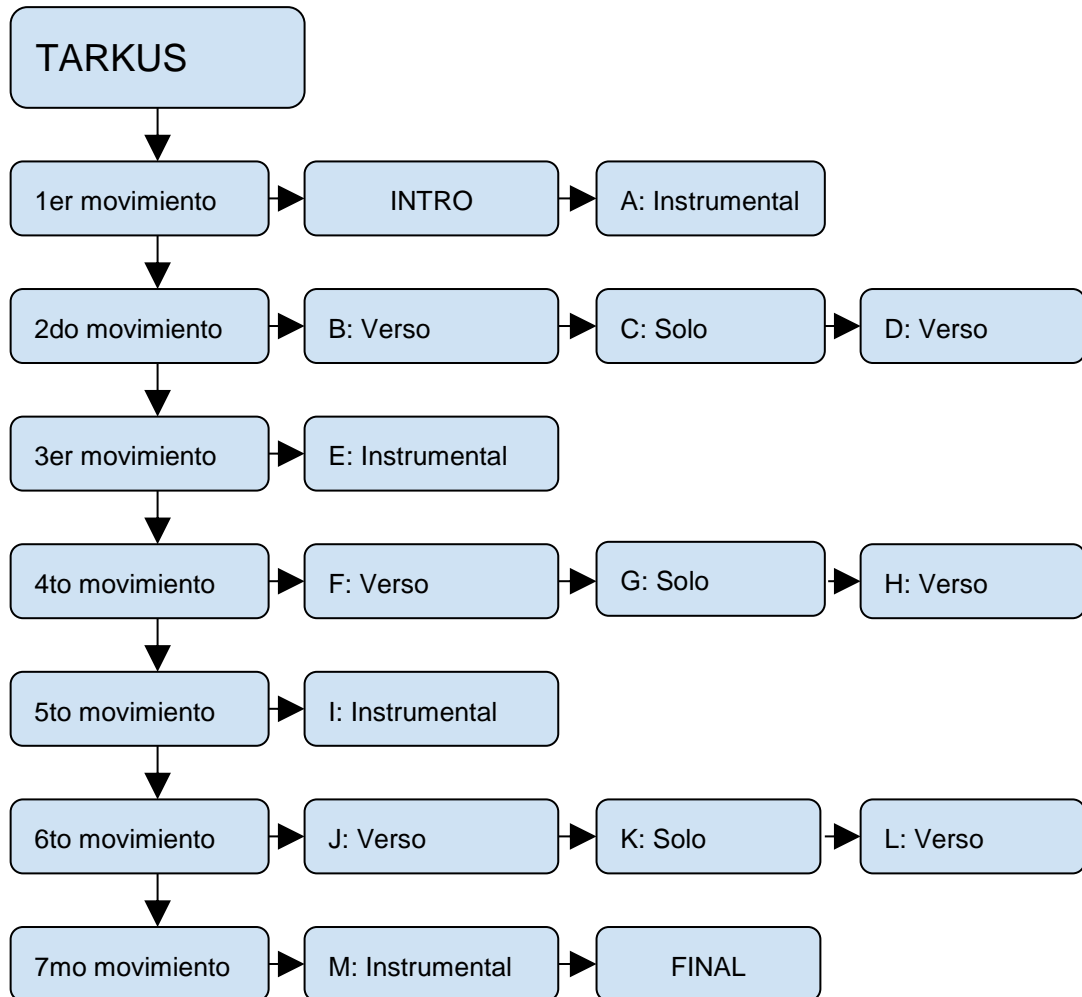 TARKUS
1er movimiento
INTRO
A: Instrumental
2do movimiento
B: Verso
C: Solo
D: Verso
3er movimiento
E: Instrumental
4to movimiento
F: Verso
G: Solo
H: Verso
5to movimiento
I: Instrumental
6to movimiento
J: Verso
K: Solo
L: Verso
7mo movimiento
M: Instrumental
FINAL